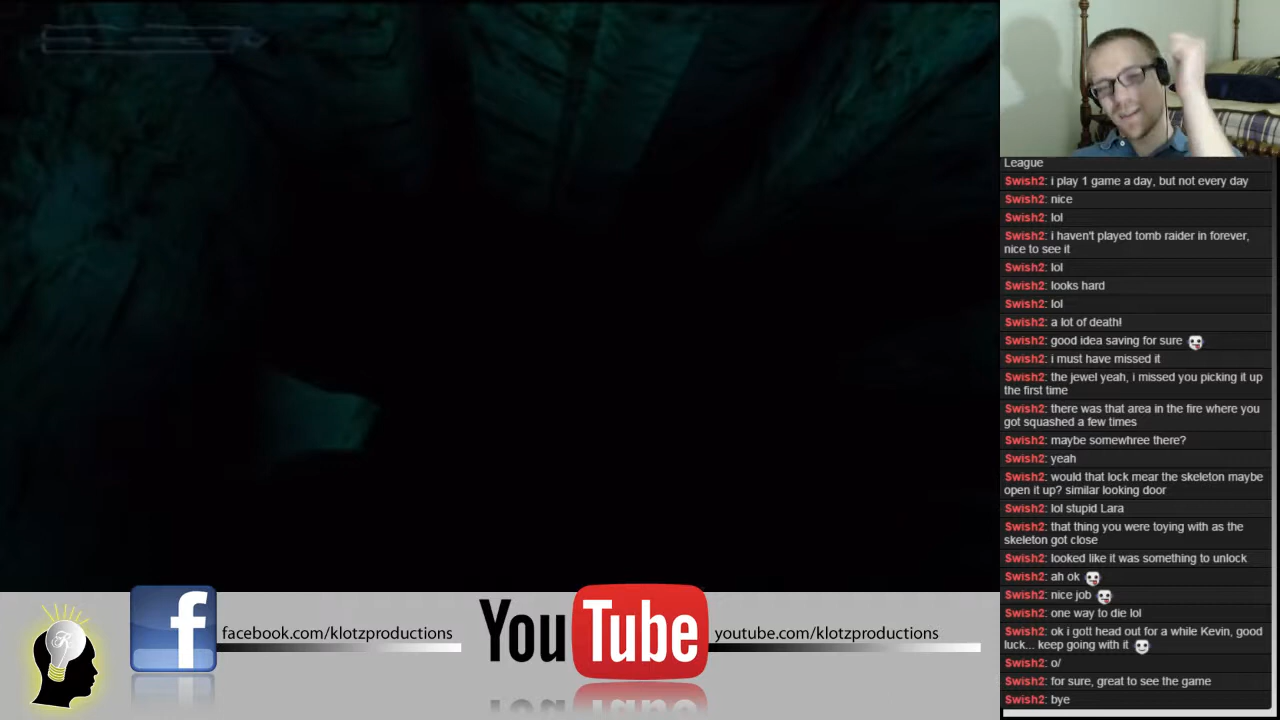 League
Swish2: i play 1 game a day, but not every day
Swish2: nice
Swish2: lol
Swish2: i haven't played tomb raider in forever,
nice to see it
Swish2: lol
Swish2: looks hard
Swish2: lol
Swish2: a lot of death!
Swish2: good idea saving for sure
Swish2: i must have missed it
Swish2: the jewel yeah, i missed you picking it up
the first time
Swish2: there was that area in the fire where you
got squashed a few times
Swish2: maybe somewhree there?
Swish2: yeah
Swish2: would that lock mear the skeleton maybe
open it up? similar looking door
Swish2: lol stupid Lara
Swish2: that thing you were toying with as the
skeleton got close
Swish2: looked like it was something to unlock
Swish2: ah ok
Swish2: nice job
Swish2: one way to die lol
Swish2: ok i gott head out for a while Kevin, good
luck... keep going with it
Swish2: o/
Swish2: for sure, great to see the game
Swish2: bye
f
facebook.com/klotzproductions
YouTube
youtube.com/klotzproductions